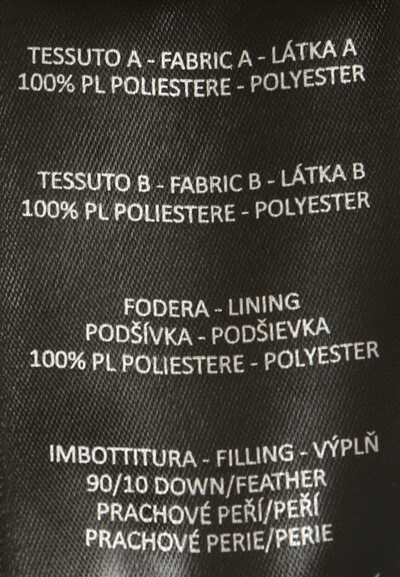 TESSUTO A - FABRIC A - LÁTKA A
100% PL POLIESTERE - POLYESTER
TESSUTO B - FABRIC B - LÁTKA B
100% PL POLIESTERE - POLYESTER
FODERA - LINING
PODŠÍVKA - PODŠIEVKA
100% PL POLIESTERE - POLYESTER
IMBOTTITURA - FILLING - VÝPLŇ
90/10 DOWN/FEATHER
PRACHOVÉ PEŘÍ/PEŘÍ
PRACHOVÉ PERIE/PERIE